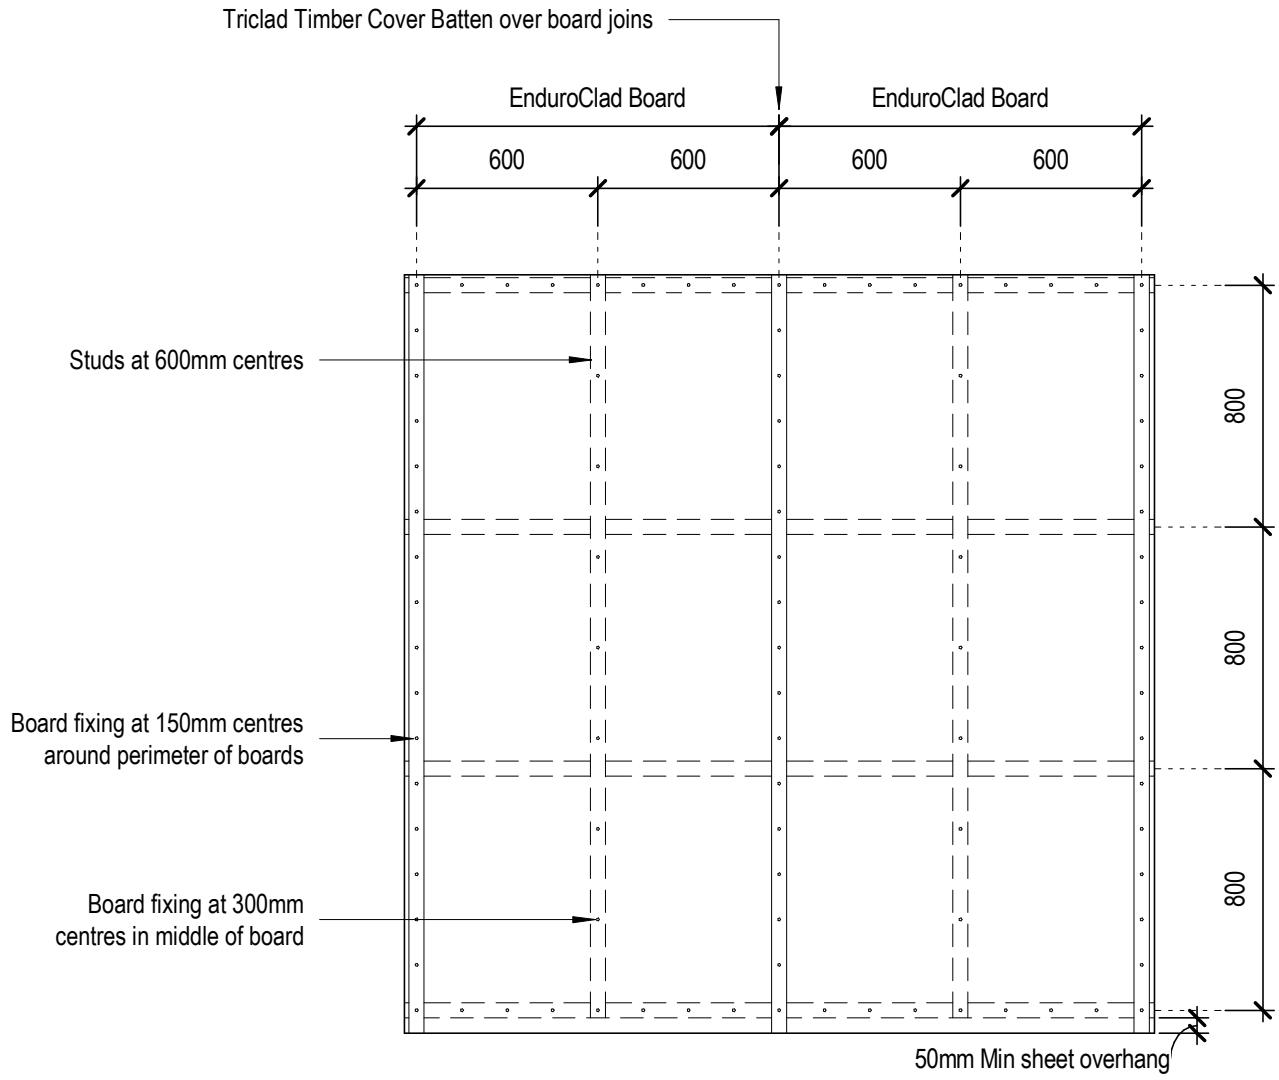 Triclad Timber Cover Batten over board joins
EnduroClad Board
EnduroClad Board
600
600
600
600
Studs at 600mm centres
800
800
Board fixing at 150mm centres
around perimeter of boards
800
Board fixing at 300mm
centres in middle of board
50mm Min sheet overhang